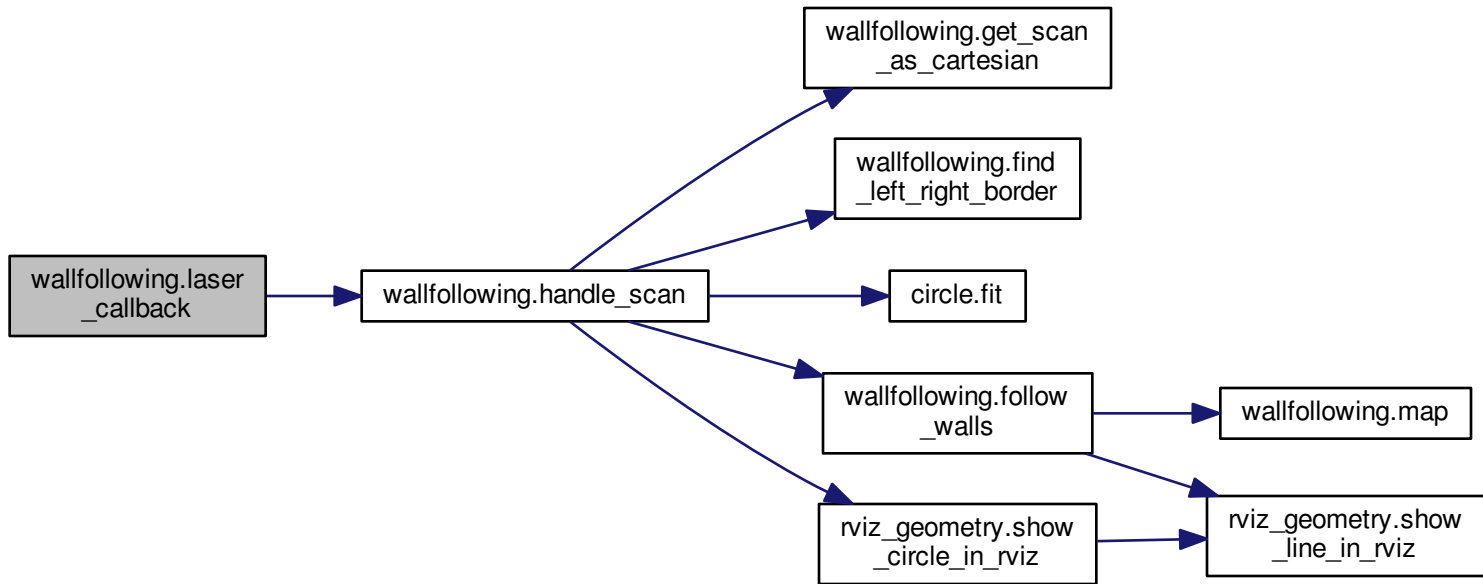 wallfollowing.laser
_callback
wallfollowing.handle_scan
wallfollowing.get_scan
_as_cartesian
wallfollowing.find
_left_right_border
circle.fit
wallfollowing.follow
_walls
rviz_geometry.show
_circle_in_rviz
wallfollowing.map
rviz_geometry.show
_line_in_rviz